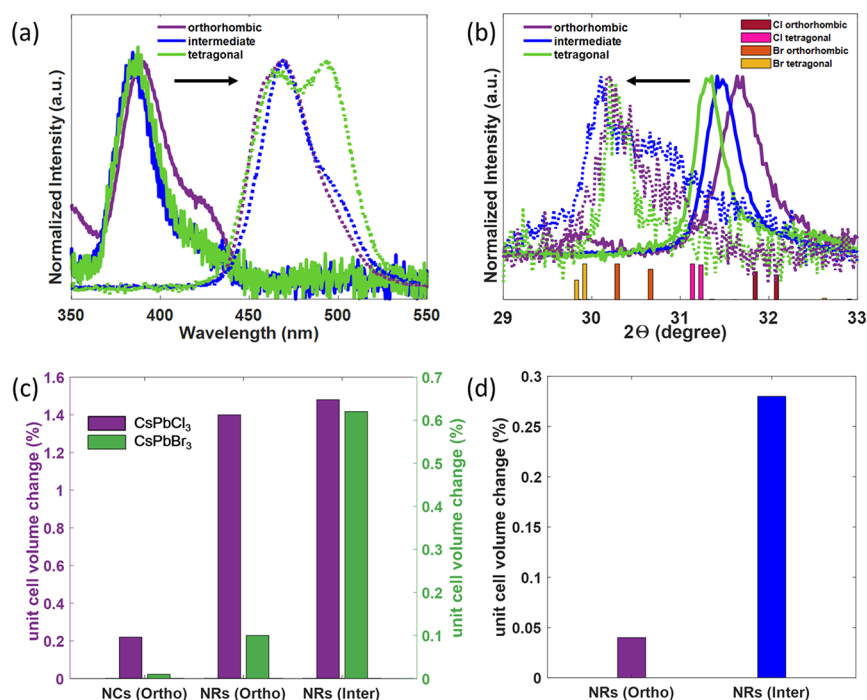 (a)
orthorhombic
intermediate
tetragonal
Normalized Intensity (a.u.)
350 400 450 500 550
Wavelength (nm)
(b)
orthorhombic
intermediate
tetragonal
Cl orthorhombic
Cl tetragonal
Br orthorhombic
Br tetragonal
Normalized Intensity (a.u.)
29 30 31 32 33
2Θ (degree)
(c)
1.6
1.4
1.2
1
0.8
0.6
0.4
0.2
0
unit cell volume change (%)
CsPbCl3
CsPbBr3
0.7
0.6
0.5
0.4
0.3
0.2
0.1
0
unit cell volume change (%)
NCs (Ortho) NRs (Ortho) NRs (Inter)
(d)
0.3
0.25
0.2
0.15
0.1
0.05
0
unit cell volume change (%)
NRs (Ortho) NRs (Inter)